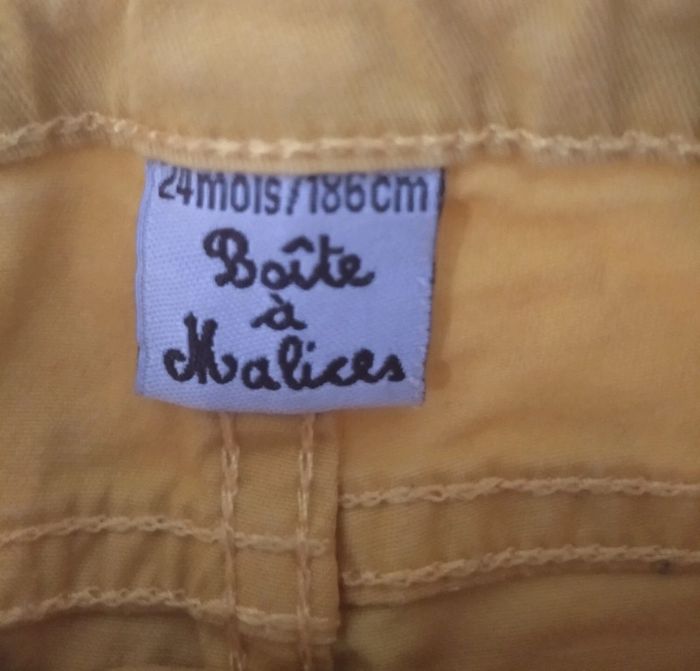 24mois/186cm
Boîte
à
Malices